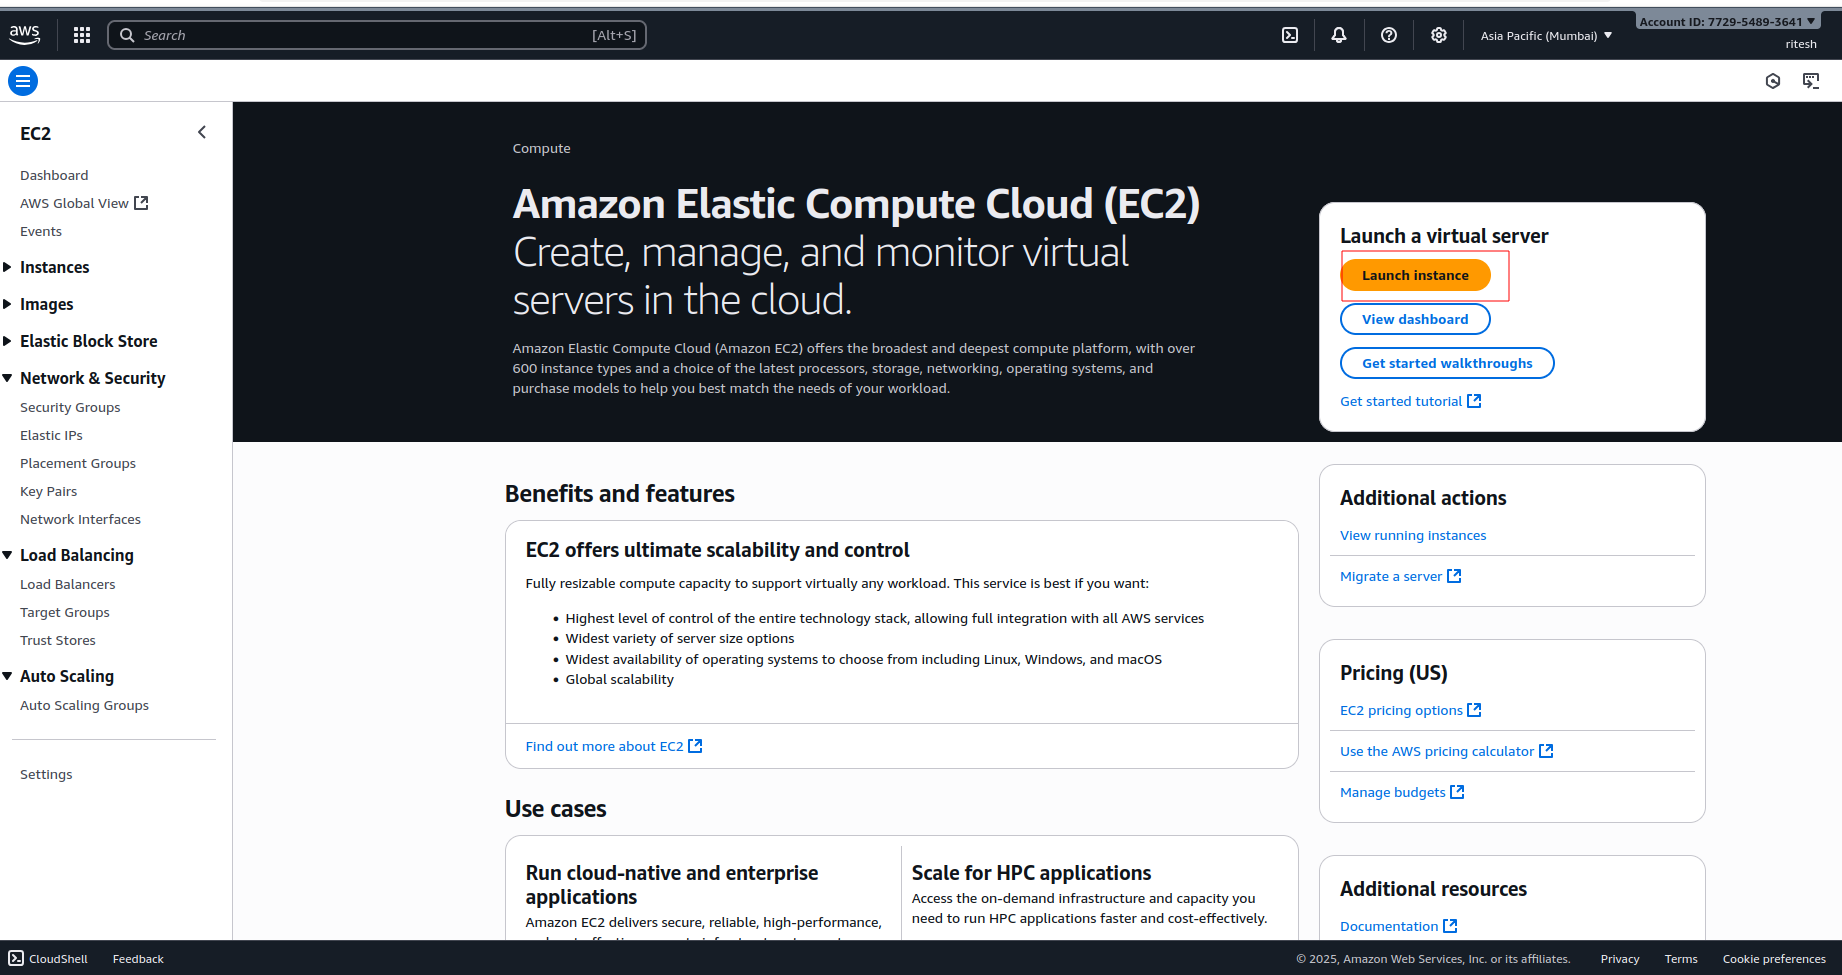 aws
Search
[Alt+S]
Asia Pacific (Mumbai)
Account ID: 7729-5489-3641
ritesh
EC2
Dashboard
AWS Global View
Events
Instances
Images
Elastic Block Store
Network & Security
Security Groups
Elastic IPs
Placement Groups
Key Pairs
Network Interfaces
Load Balancing
Load Balancers
Target Groups
Trust Stores
Auto Scaling
Auto Scaling Groups
Settings
Compute
Amazon Elastic Compute Cloud (EC2)
Create, manage, and monitor virtual
servers in the cloud.
Amazon Elastic Compute Cloud (Amazon EC2) offers the broadest and deepest compute platform, with over
600 instance types and a choice of the latest processors, storage, networking, operating systems, and
purchase models to help you best match the needs of your workload.
Launch a virtual server
Launch instance
View dashboard
Get started walkthroughs
Get started tutorial
Benefits and features
EC2 offers ultimate scalability and control
Fully resizable compute capacity to support virtually any workload. This service is best if you want:
• Highest level of control of the entire technology stack, allowing full integration with all AWS services
• Widest variety of server size options
• Widest availability of operating systems to choose from including Linux, Windows, and macOS
• Global scalability
Find out more about EC2
Use cases
Run cloud-native and enterprise
applications
Amazon EC2 delivers secure, reliable, high-performance,
Scale for HPC applications
Access the on-demand infrastructure and capacity you
need to run HPC applications faster and cost-effectively.
Additional actions
View running instances
Migrate a server
Pricing (US)
EC2 pricing options
Use the AWS pricing calculator
Manage budgets
Additional resources
Documentation
CloudShell
Feedback
© 2025, Amazon Web Services, Inc. or its affiliates.
Privacy
Terms
Cookie preferences